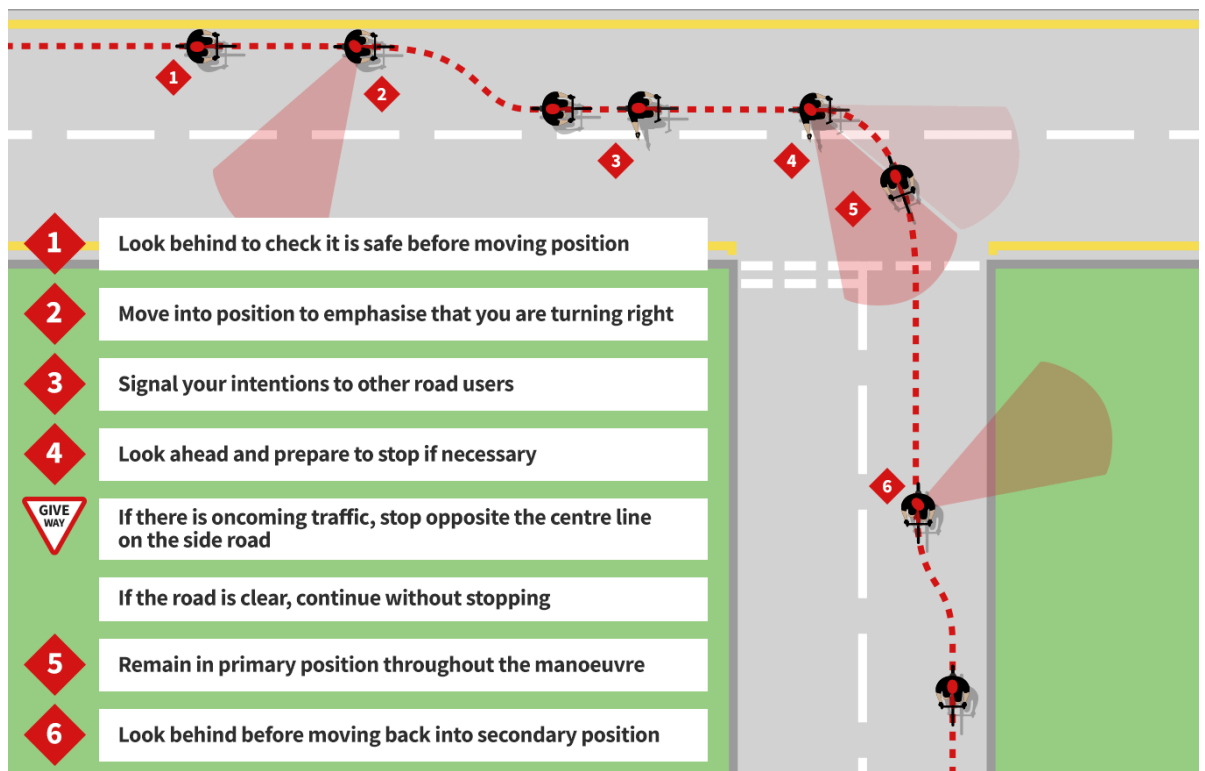 1
2
3
4
5
6
1
Look behind to check it is safe before moving position
2
Move into position to emphasise that you are turning right
3
Signal your intentions to other road users
4
Look ahead and prepare to stop if necessary
GIVE
WAY
If there is oncoming traffic, stop opposite the centre line
on the side road
If the road is clear, continue without stopping
5
Remain in primary position throughout the manoeuvre
6
Look behind before moving back into secondary position